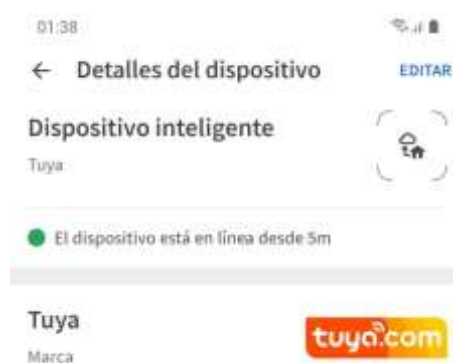 01:38
← Detalles del dispositivo EDITAR
Dispositivo inteligente
Tuya
El dispositivo está en línea desde 5m
Tuya
tuya.com
Marca